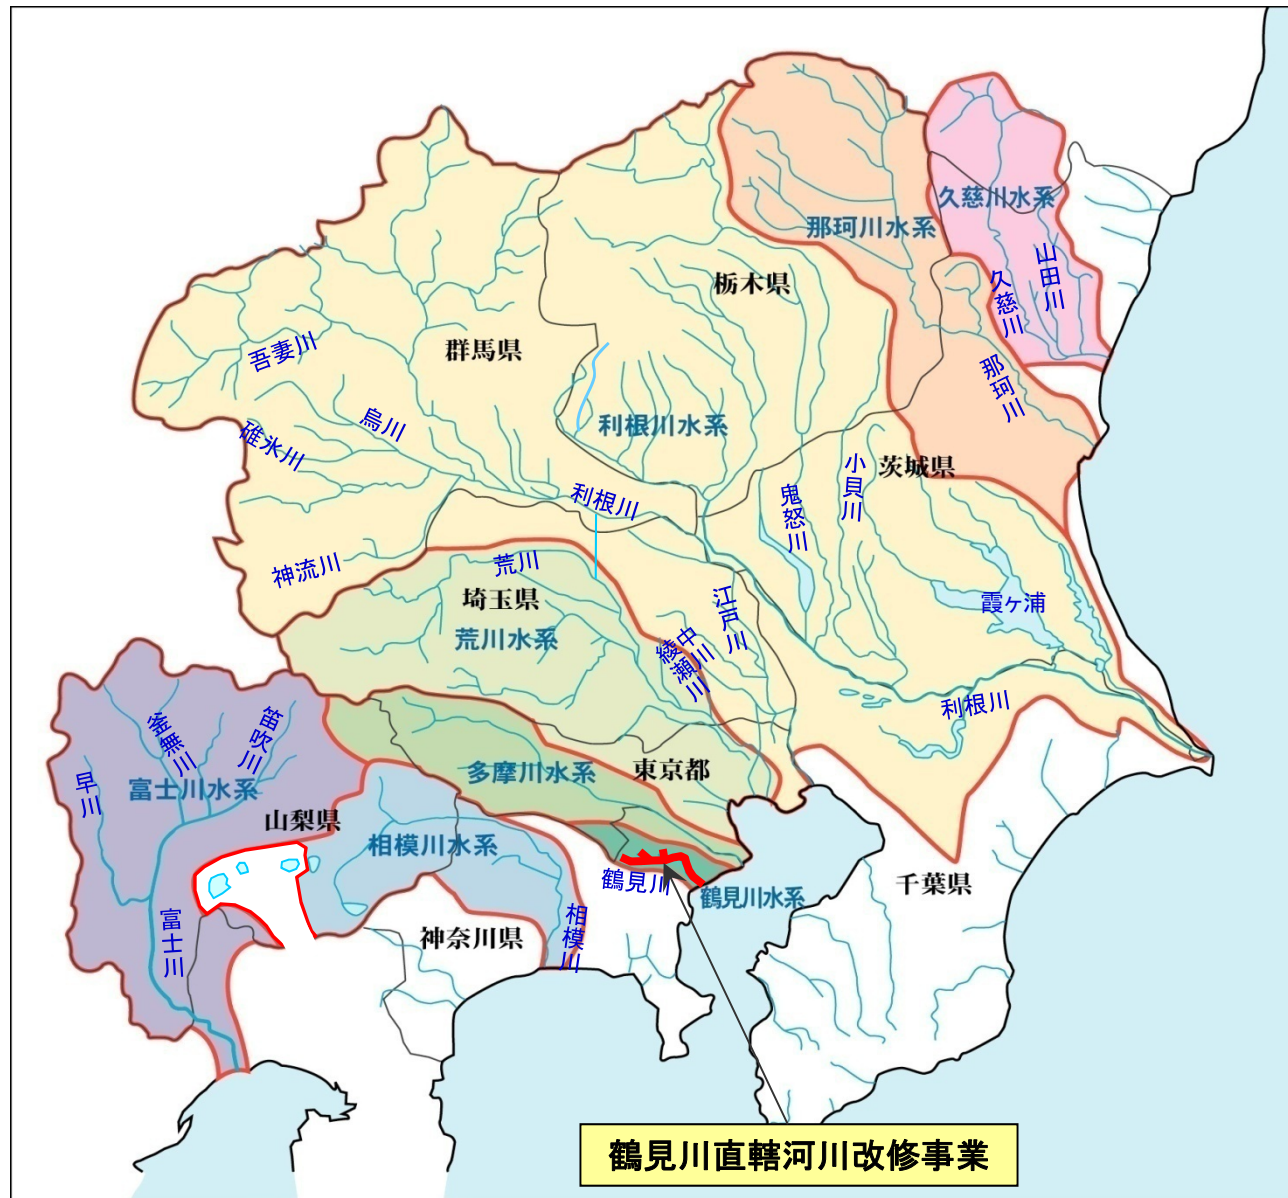 久慈川水系
那珂川水系
山田川
栃木県
久慈川
群馬県
吾妻川
那珂川
烏川
利根川水系
碓氷川
茨城県
小貝川
鬼怒川
利根川
荒川
神流川
埼玉県
江戸川
霞ヶ浦
荒川水系
中川
綾瀬川
利根川
笛吹川
釜無川
早川
富士川水系
多摩川水系
東京都
山梨県
相模川水系
鶴見川
鶴見川水系
千葉県
富士川
相模川
神奈川県
鶴見川直轄河川改修事業